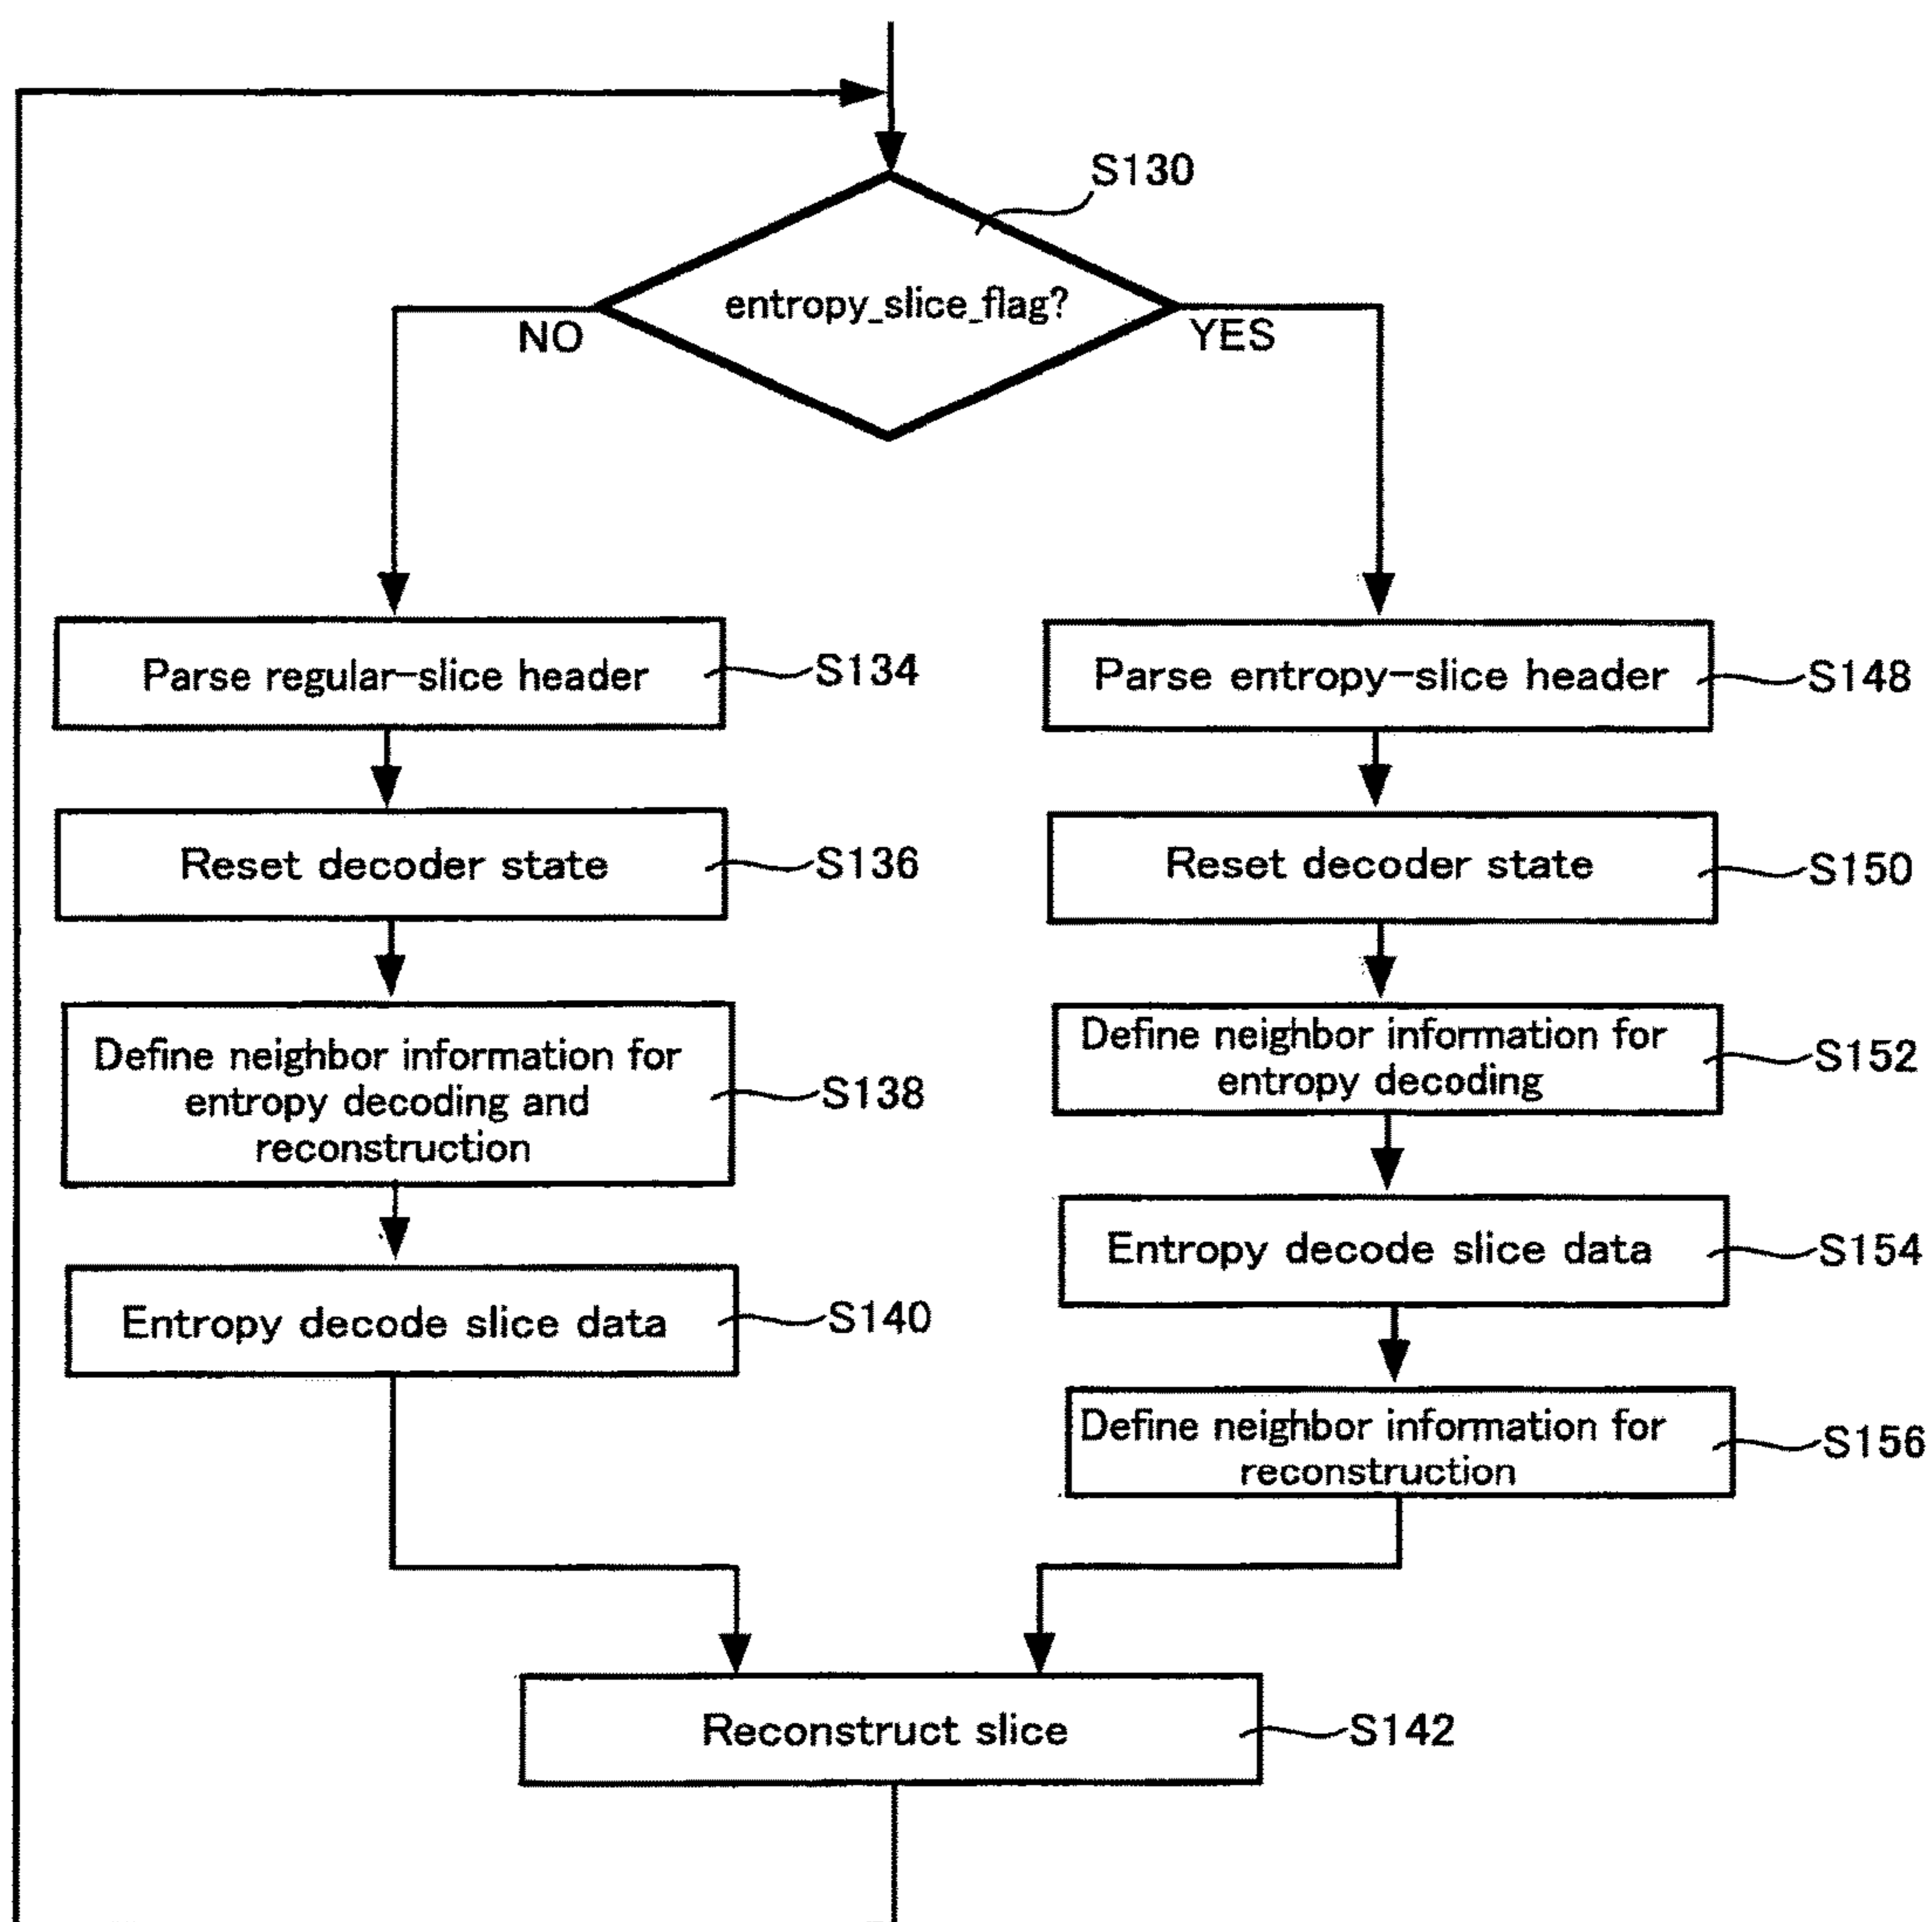 S130
entropy_slice_flag?
NO
YES
Parse regular-slice header
S134
Parse entropy-slice header
S148
Reset decoder state
S136
Reset decoder state
S150
Define neighbor information for
entropy decoding and
reconstruction
S138
Define neighbor information for
entropy decoding
S152
Entropy decode slice data
S140
Entropy decode slice data
S154
Define neighbor information for
reconstruction
S156
Reconstruct slice
S142